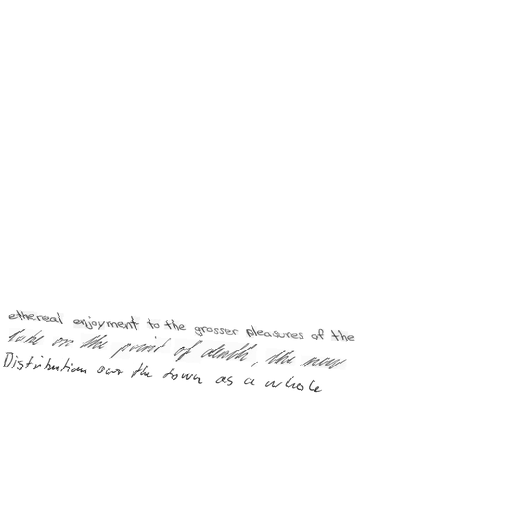 ethereal enjoyment to the grosser pleasures of the
on the point of death, the new
Distribution over the town as a whole